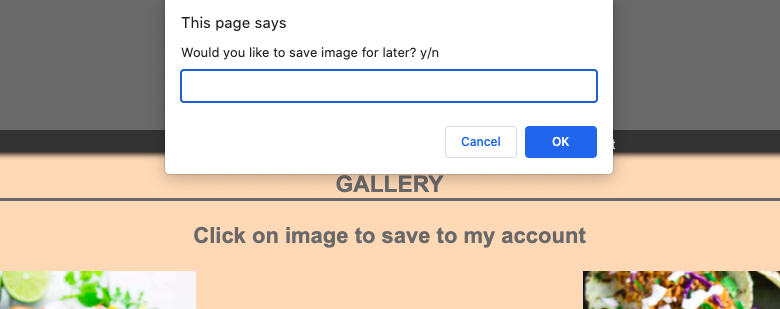 This page says
Would you like to save image for later? y/n
Cancel
OK
GALLERY
Click on image to save to my account